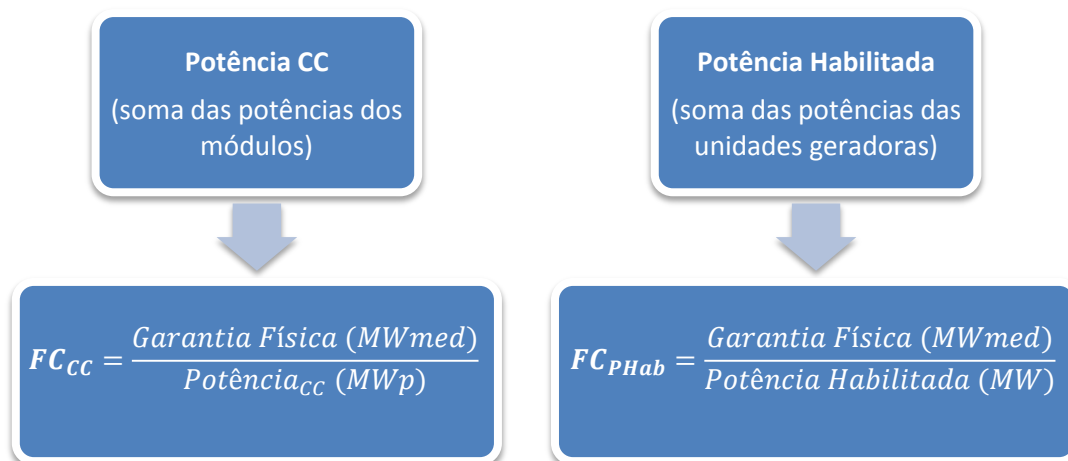 Potência CC
(soma das potências dos
módulos)
Potência Habilitada
(soma das potências das
unidades geradoras)
FC_CC = Garantia Física (MWmed) / Potência_CC (MWp)
FC_PHab = Garantia Física (MWmed) / Potência Habilitada (MW)